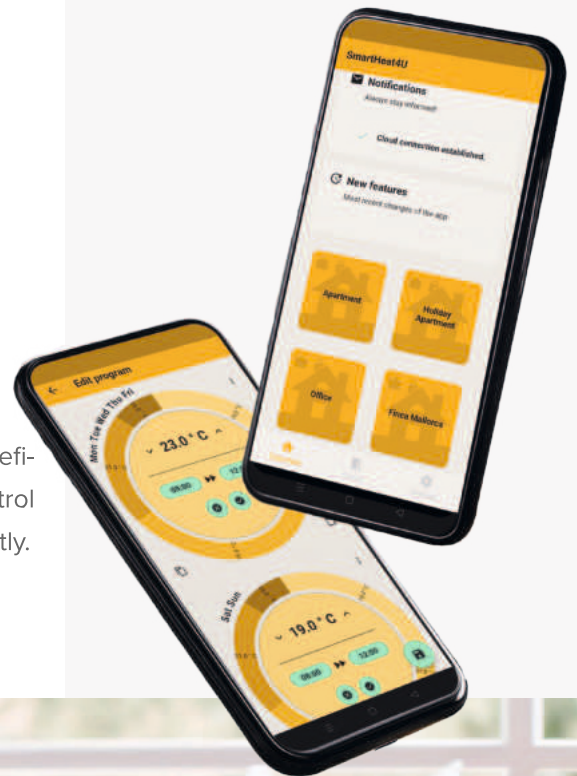 SmartHeat4U
Notifications
Always stay informed!
Cloud connection established.
New features
Most recent changes of the app
Apartment
Holiday
Apartment
Office
Finca Mallorca
Edit program
Mon Tue Wed Thu Fri
23.0°C
Sat Sun
19.0°C
12:00
efi-
trol
tly.